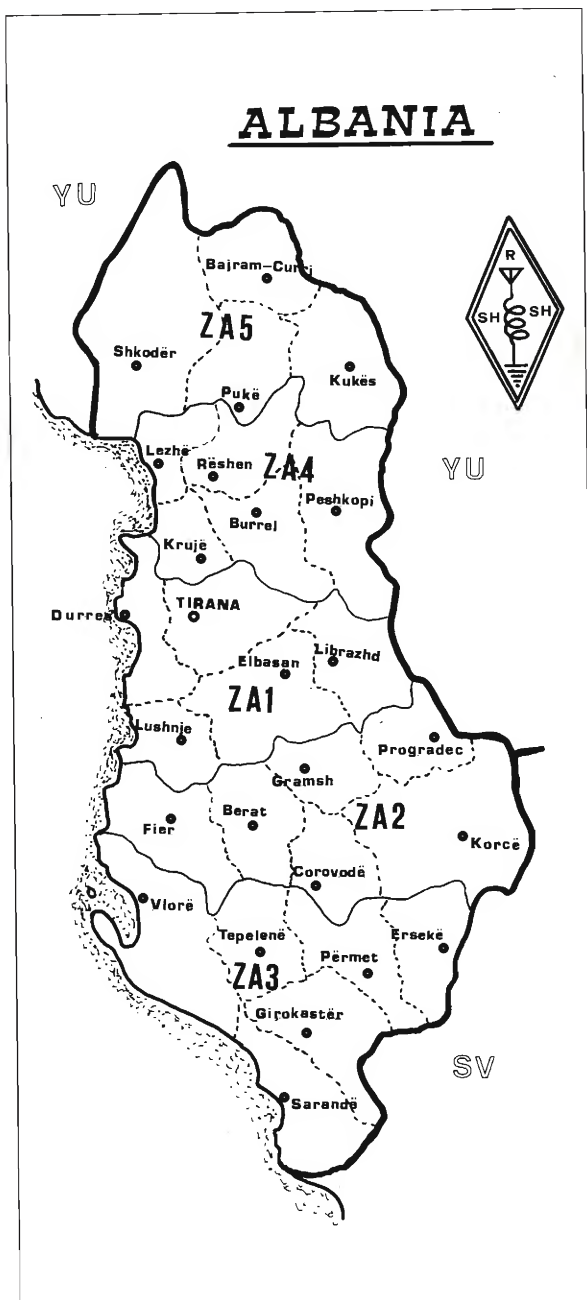 ALBANIA
YU
R
SH SH
Bajram-Curri
ZA5
Shkodër
Kukës
Pukë
Lezhe
Rëshen
ZA4
YU
Peshkopi
Burrel
Krujë
TIRANA
Durres
Librazhd
Elbasan
ZA1
Lushnje
Progradec
Gramsh
Berat
ZA2
Fier
Korcë
Corovodë
Vlorë
Tepelenë
Ersekë
Përmet
ZA3
Girokastër
SV
Sarandë